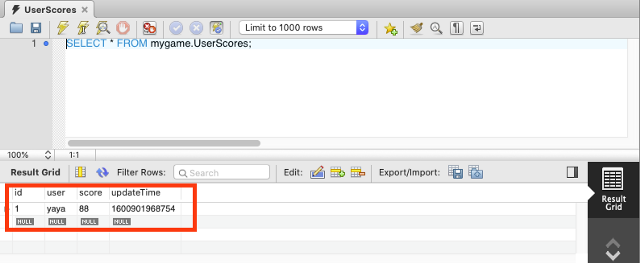 UserScores
Limit to 1000 rows
1 SELECT * FROM mygame.UserScores;
100% 1:1
Result Grid Filter Rows: Search Edit: Export/Import:
id user score updateTime
1 yaya 88 1600901968754
NULL NULL NULL NULL
Result
Grid